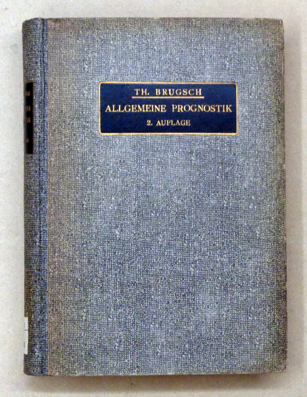 TH. BRUGSCH
ALLGEMEINE PROGNOSTIK
2. AUFLAGE